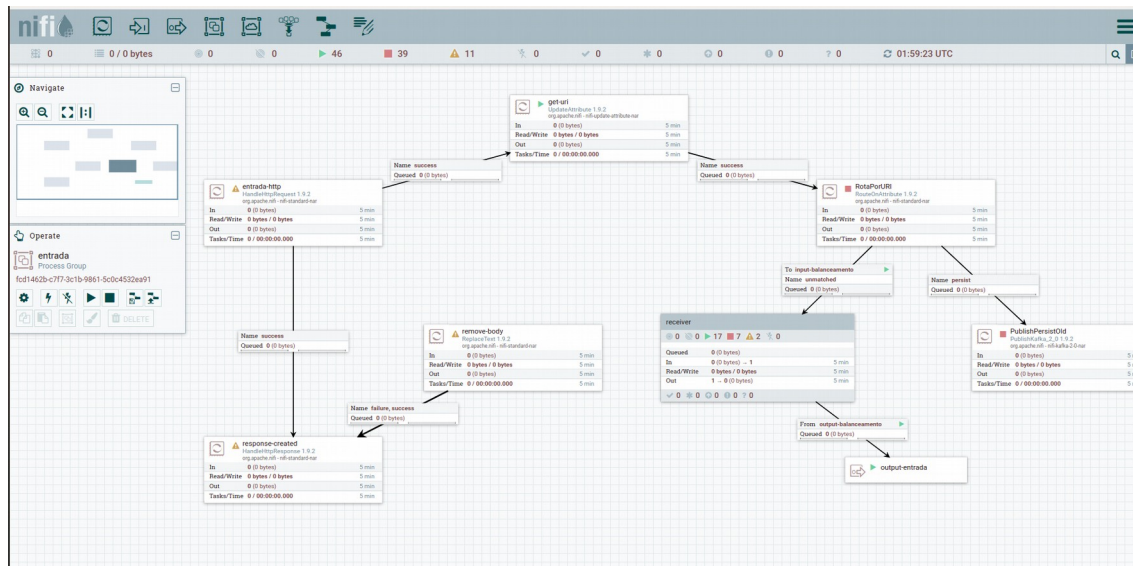 nifi
0 0 / 0 bytes 0 0 46 39 11 0 0 0 0 0 0 01:59:23 UTC
Navigate
Operate
entrada
Process Group
fcd1462b-c7f7-3c1b-9861-5c0c4532ea91
DELETE
get-uri
UpdateAttribute 1.9.2
org.apache.nifi - nifi-update-attribute-nar
In 0 (0 bytes) 5 min
Read/Write 0 bytes / 0 bytes 5 min
Out 0 (0 bytes) 5 min
Tasks/Time 0 / 00:00:00.000 5 min
Name success
Queued 0 (0 bytes)
Name success
Queued 0 (0 bytes)
entrada-http
HandleHttpRequest 1.9.2
org.apache.nifi - nifi-standard-nar
In 0 (0 bytes) 5 min
Read/Write 0 bytes / 0 bytes 5 min
Out 0 (0 bytes) 5 min
Tasks/Time 0 / 00:00:00.000 5 min
RotaPorURI
RouteOnAttribute 1.9.2
org.apache.nifi - nifi-standard-nar
In 0 (0 bytes) 5 min
Read/Write 0 bytes / 0 bytes 5 min
Out 0 (0 bytes) 5 min
Tasks/Time 0 / 00:00:00.000 5 min
To input-balanceamento
Name unmatched
Queued 0 (0 bytes)
Name persist
Queued 0 (0 bytes)
Name success
Queued 0 (0 bytes)
remove-body
ReplaceText 1.9.2
org.apache.nifi - nifi-standard-nar
In 0 (0 bytes) 5 min
Read/Write 0 bytes / 0 bytes 5 min
Out 0 (0 bytes) 5 min
Tasks/Time 0 / 00:00:00.000 5 min
receiver
0 0 17 7 2 0
Queued 0 (0 bytes)
In 0 (0 bytes) → 1 5 min
Read/Write 0 bytes / 0 bytes 5 min
Out 1 → 0 (0 bytes) 5 min
0 0 0 0 ? 0
PublishPersistOld
PublishKafka_2_0 1.9.2
org.apache.nifi - nifi-kafka-2-0-nar
In 0 (0 bytes)
Read/Write 0 bytes / 0 bytes
Out 0 (0 bytes)
Tasks/Time 0 / 00:00:00.000
Name failure, success
Queued 0 (0 bytes)
From output-balanceamento
Queued 0 (0 bytes)
response-created
HandleHttpResponse 1.9.2
org.apache.nifi - nifi-standard-nar
In 0 (0 bytes) 5 min
Read/Write 0 bytes / 0 bytes 5 min
Out 0 (0 bytes) 5 min
Tasks/Time 0 / 00:00:00.000 5 min
output-entrada